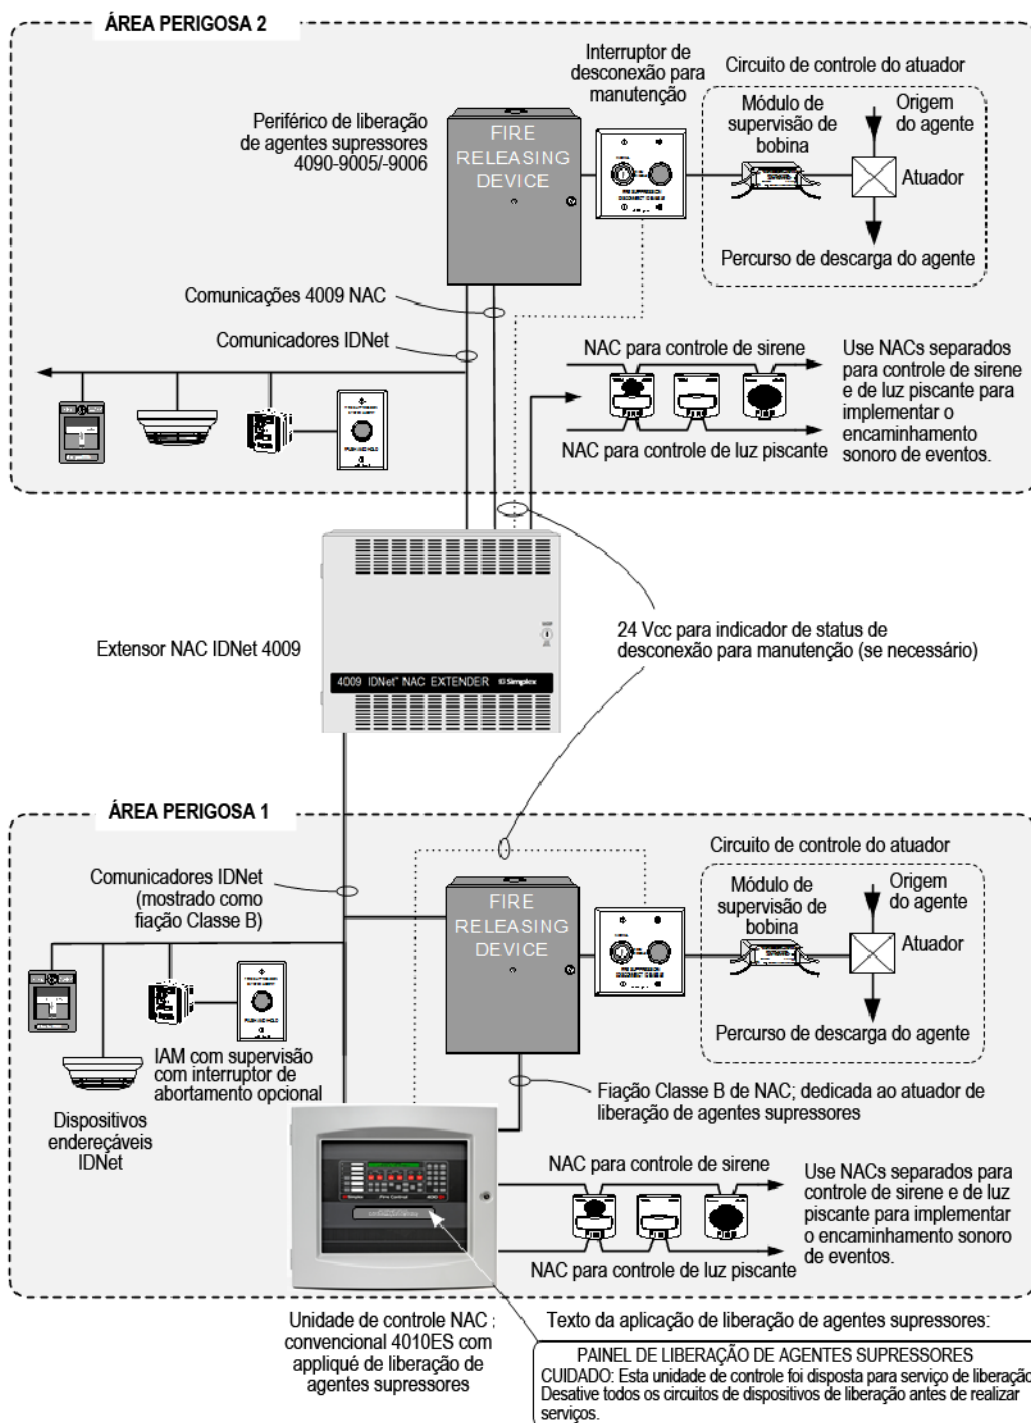 ÁREA PERIGOSA 2
Interruptor de
desconexão para
manutenção
Circuito de controle do atuador
Módulo de
supervisão de
bobina
Origem
do agente
Periférico de liberação
de agentes supressores
4090-9005/-9006
FIRE
RELEASING
DEVICE
Atuador
Percurso de descarga do agente
Comunicações 4009 NAC
Comunicadores IDNet
NAC para controle de sirene
NAC para controle de luz piscante
Use NACs separados
para controle de sirene
e de luz piscante para
implementar o
encaminhamento
sonoro de eventos.
Extensor NAC IDNet 4009
4009 IDNet™ NAC EXTENDER Simplex
24 Vcc para indicador de status de
desconexão para manutenção (se necessário)
ÁREA PERIGOSA 1
Comunicadores IDNet
(mostrado como
fiação Classe B)
FIRE
RELEASING
DEVICE
Circuito de controle do atuador
Módulo de
supervisão de
bobina
Origem
do agente
Atuador
Percurso de descarga do agente
IAM com supervisão
com interruptor de
abortamento opcional
Dispositivos
endereçáveis
IDNet
Fiação Classe B de NAC; dedicada ao atuador de
liberação de agentes supressores
NAC para controle de sirene
NAC para controle de luz piscante
Use NACs separados para
controle de sirene e de luz
piscante para implementar
o encaminhamento sonoro
de eventos.
Unidade de controle NAC ;
convencional 4010ES com
appliqué de liberação de
agentes supressores
Texto da aplicação de liberação de agentes supressores:
PAINEL DE LIBERAÇÃO DE AGENTES SUPRESSORES
CUIDADO: Esta unidade de controle foi disposta para serviço de liberação
Desative todos os circuitos de dispositivos de liberação antes de realizar
serviços.